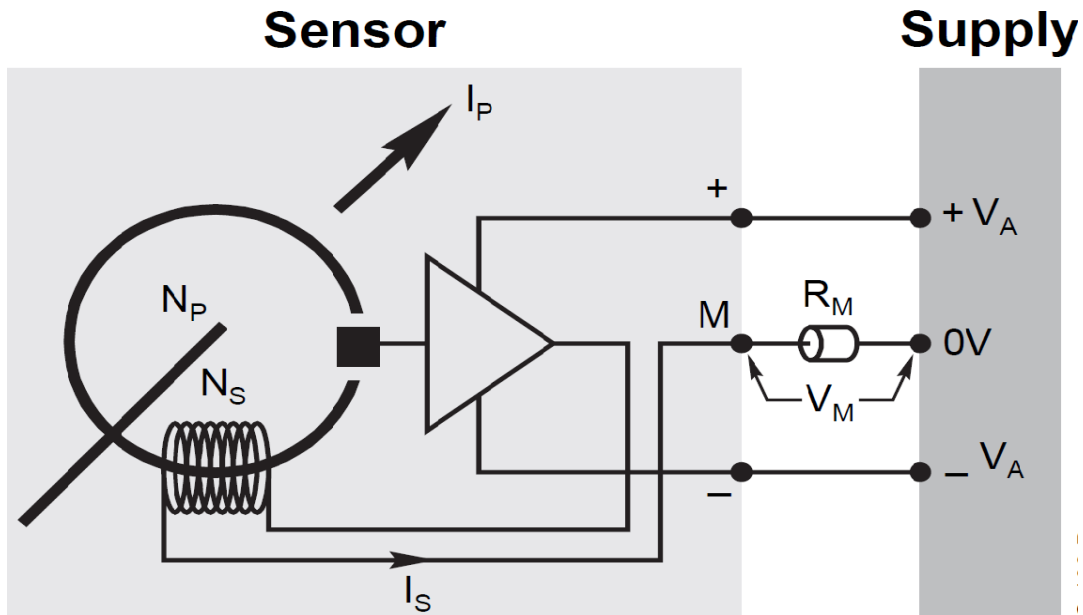 Sensor Supply
I_P
+ + V_A
N_P M R_M 0V
N_S V_M
– – V_A
I_S